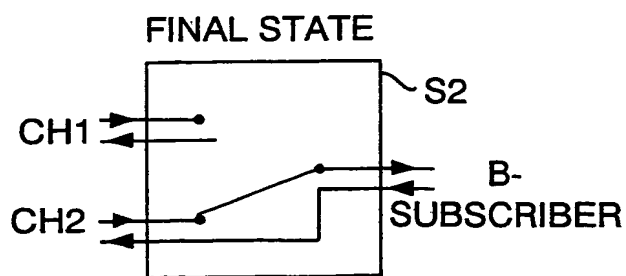 FINAL STATE
S2
CH1
B-
SUBSCRIBER
CH2